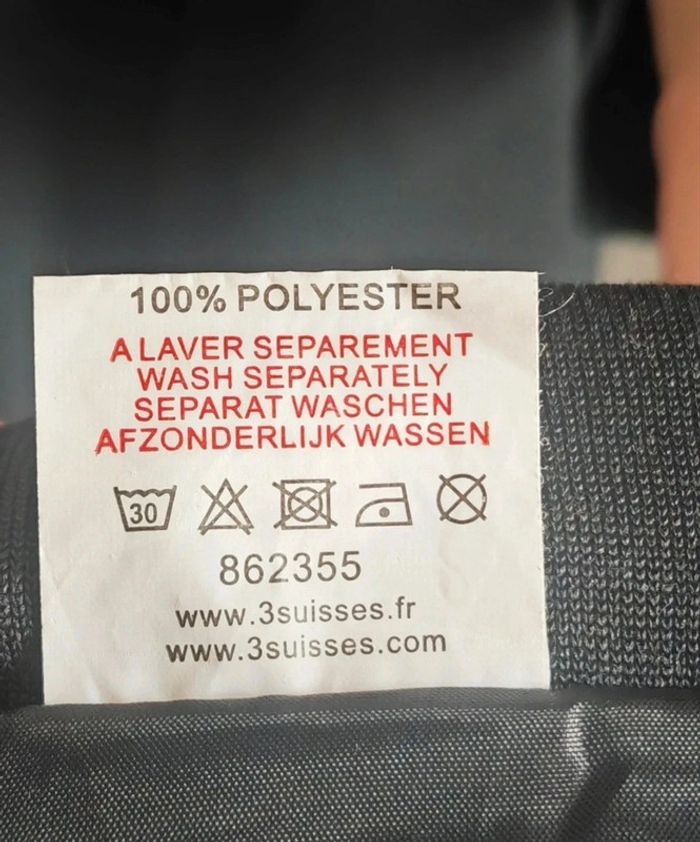 100% POLYESTER
A LAVER SEPAREMENT
WASH SEPARATELY
SEPARAT WASCHEN
AFZONDERLIJK WASSEN
30
862355
www.3suisses.fr
www.3suisses.com